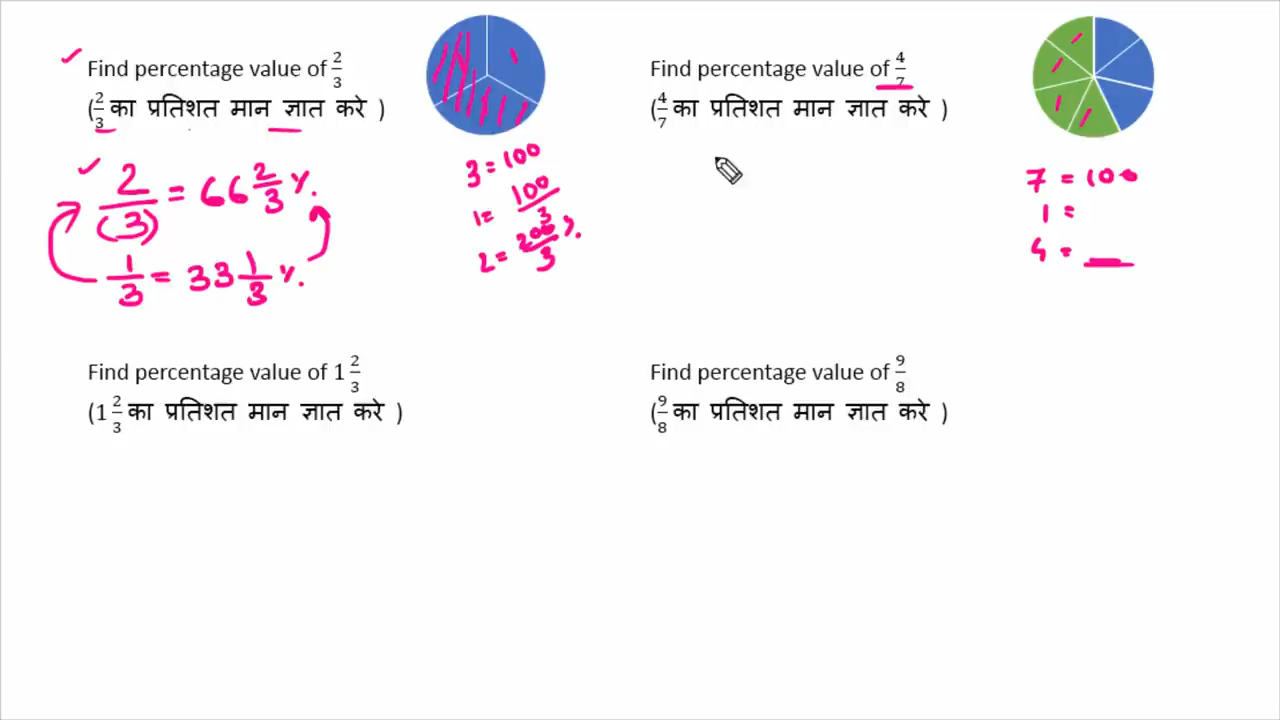 Find percentage value of 2/3
(2/3 का प्रतिशत मान ज्ञात करे )
2/(3) = 66 2/3 %.
1/3 = 33 1/3 %.
3 = 100
1 = 100/3
2 = 200/3 %.
Find percentage value of 4/7
(4/7 का प्रतिशत मान ज्ञात करे )
7 = 100
1 =
4 = __
Find percentage value of 1 2/3
(1 2/3 का प्रतिशत मान ज्ञात करे )
Find percentage value of 9/8
(9/8 का प्रतिशत मान ज्ञात करे )